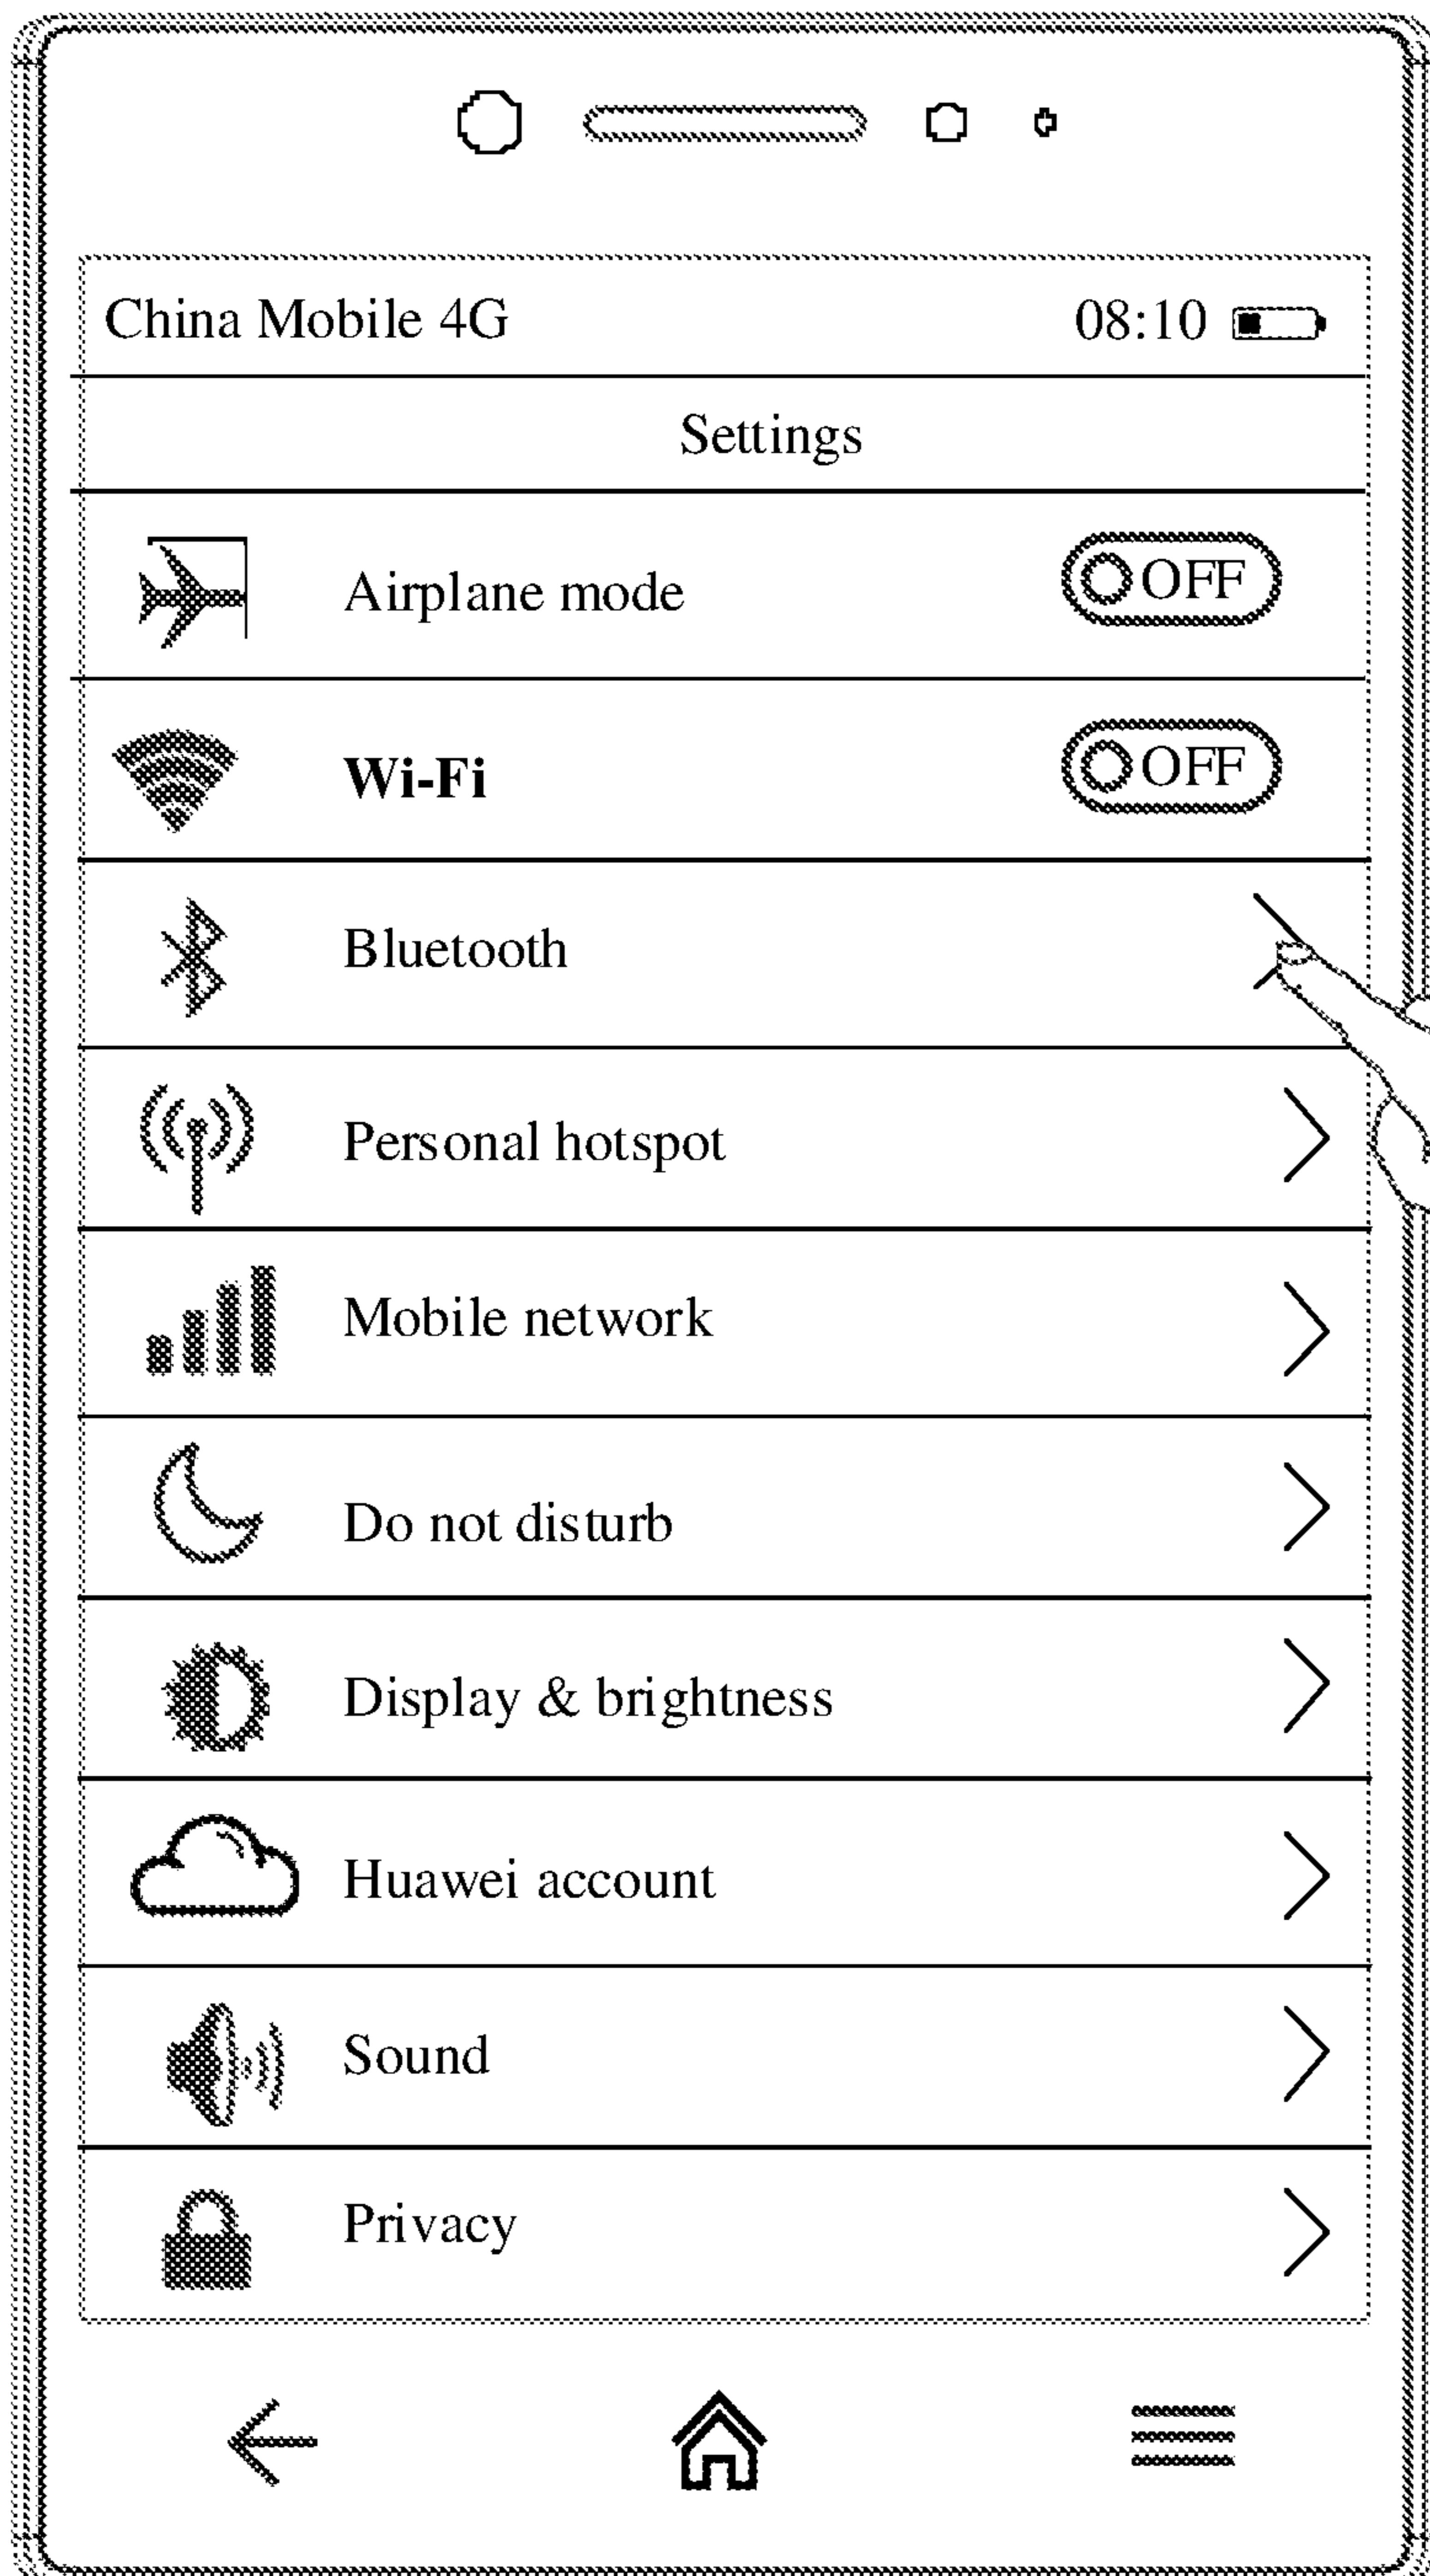 China Mobile 4G 08:10
Settings
Airplane mode OFF
Wi-Fi OFF
Bluetooth
Personal hotspot
Mobile network
Do not disturb
Display & brightness
Huawei account
Sound
Privacy